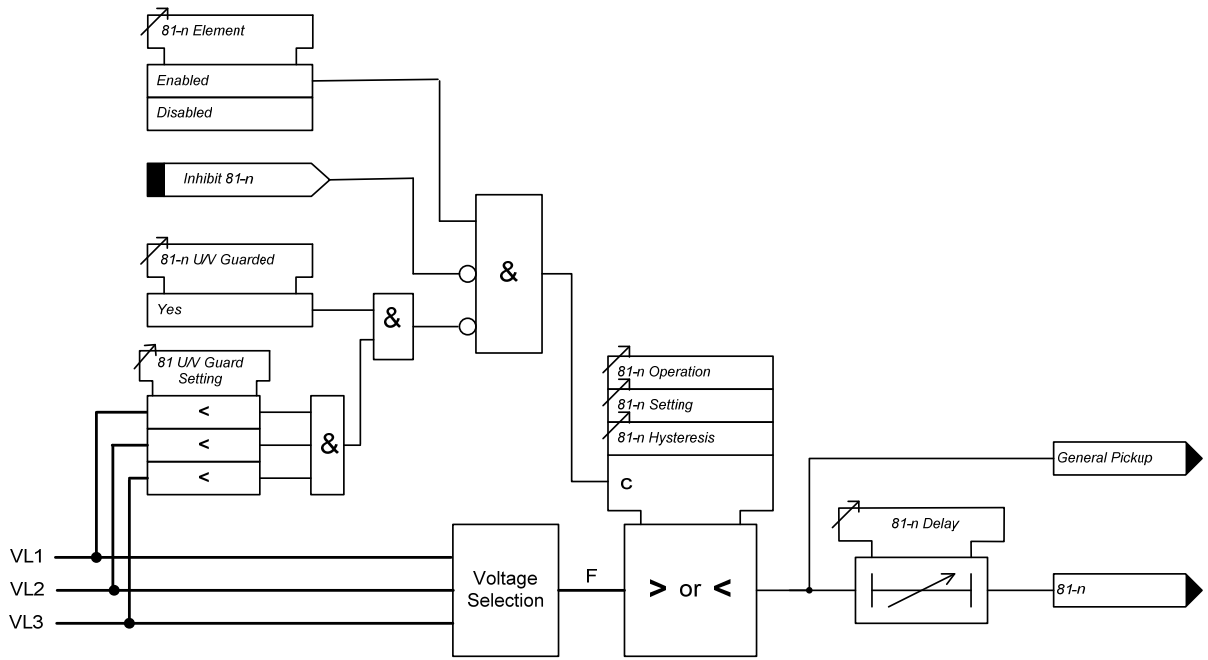 81-n Element
Enabled
Disabled
Inhibit 81-n
&
81-n U/V Guarded
Yes
&
81 U/V Guard
Setting
<
<
<
&
81-n Operation
81-n Setting
81-n Hysteresis
C
General Pickup
81-n Delay
VL1
VL2
VL3
Voltage
Selection
F
> or <
81-n